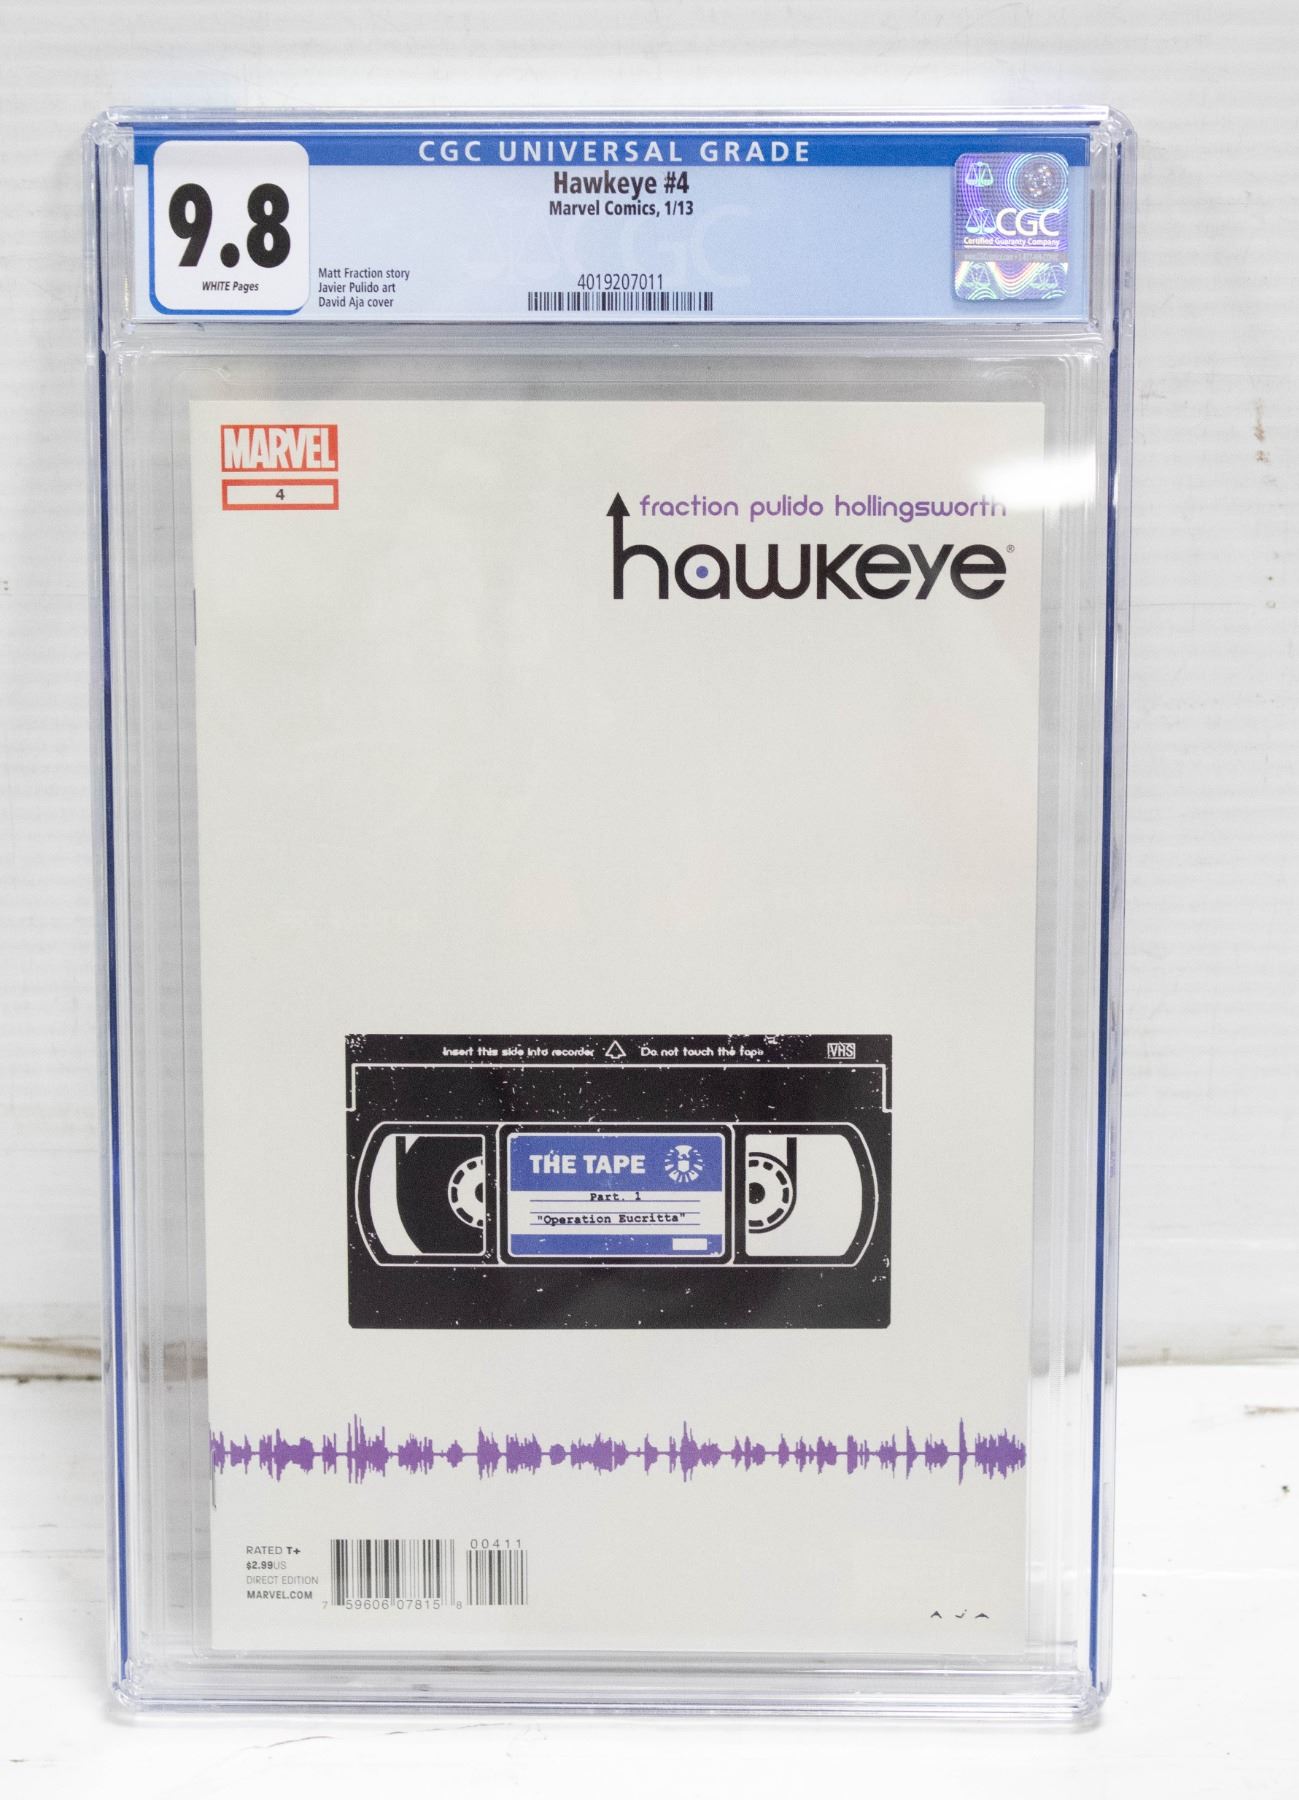 CGC UNIVERSAL GRADE
9.8
WHITE Pages
Hawkeye #4
Marvel Comics, 1/13
Matt Fraction story
Javier Pulido art
David Aja cover
4019207011
CGC
Certified Guaranty Company
MARVEL
4
fraction pulido hollingsworth
hawkeye®
Insert this side into recorder Do not touch the tape VHS
THE TAPE
Part. 1
"Operation Eucritta"
RATED T+
$2.99US
DIRECT EDITION
MARVEL.COM
7 59606 07815 8
00411
AJA